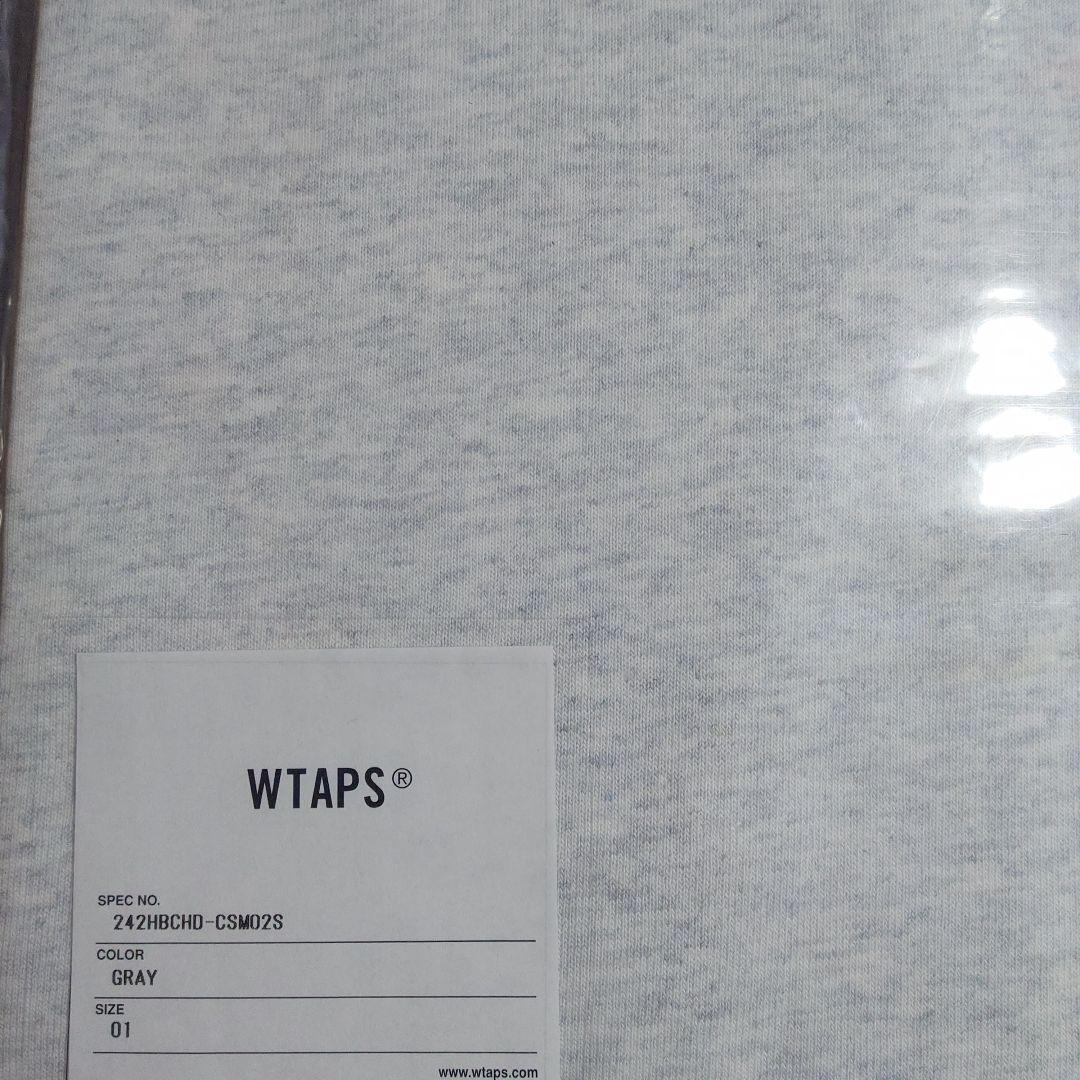 WTAPS®
SPEC NO.
242HBCHD-CSM02S
COLOR
GRAY
SIZE
01
www.wtaps.com